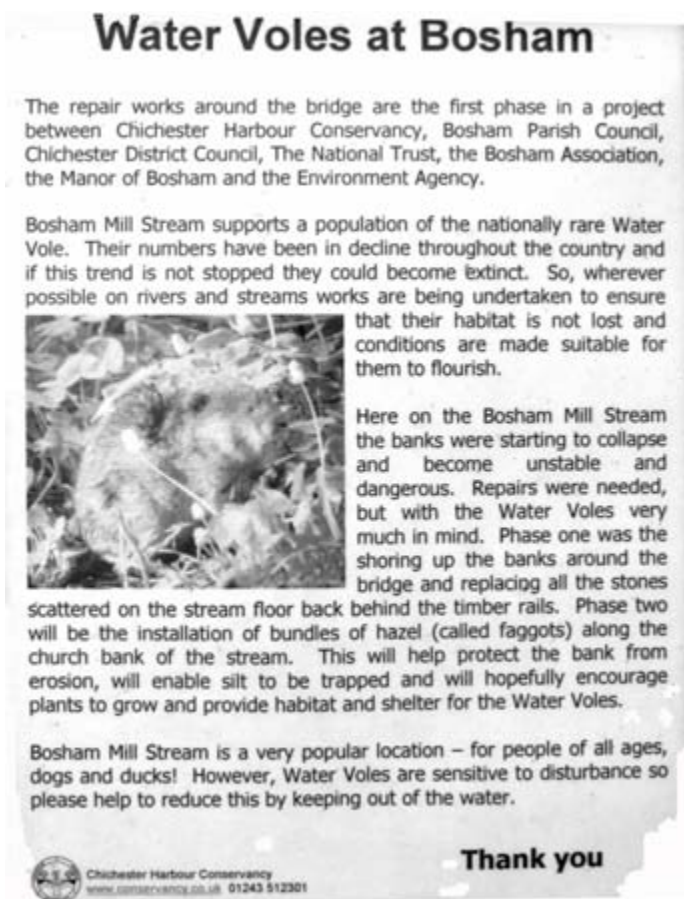 Water Voles at Bosham
The repair works around the bridge are the first phase in a project
between Chichester Harbour Conservancy, Bosham Parish Council,
Chichester District Council, The National Trust, the Bosham Association,
the Manor of Bosham and the Environment Agency.
Bosham Mill Stream supports a population of the nationally rare Water
Vole. Their numbers have been in decline throughout the country and
if this trend is not stopped they could become extinct. So, wherever
possible on rivers and streams works are being undertaken to ensure
that their habitat is not lost and
conditions are made suitable for
them to flourish.
Here on the Bosham Mill Stream
the banks were starting to collapse
and become unstable and
dangerous. Repairs were needed,
but with the Water Voles very
much in mind. Phase one was the
shoring up the banks around the
bridge and replacing all the stones
scattered on the stream floor back behind the timber rails. Phase two
will be the installation of bundles of hazel (called faggots) along the
church bank of the stream. This will help protect the bank from
erosion, will enable silt to be trapped and will hopefully encourage
plants to grow and provide habitat and shelter for the Water Voles.
Bosham Mill Stream is a very popular location – for people of all ages,
dogs and ducks! However, Water Voles are sensitive to disturbance so
please help to reduce this by keeping out of the water.
Thank you
Chichester Harbour Conservancy
www.conservancy.co.uk 01243 512301